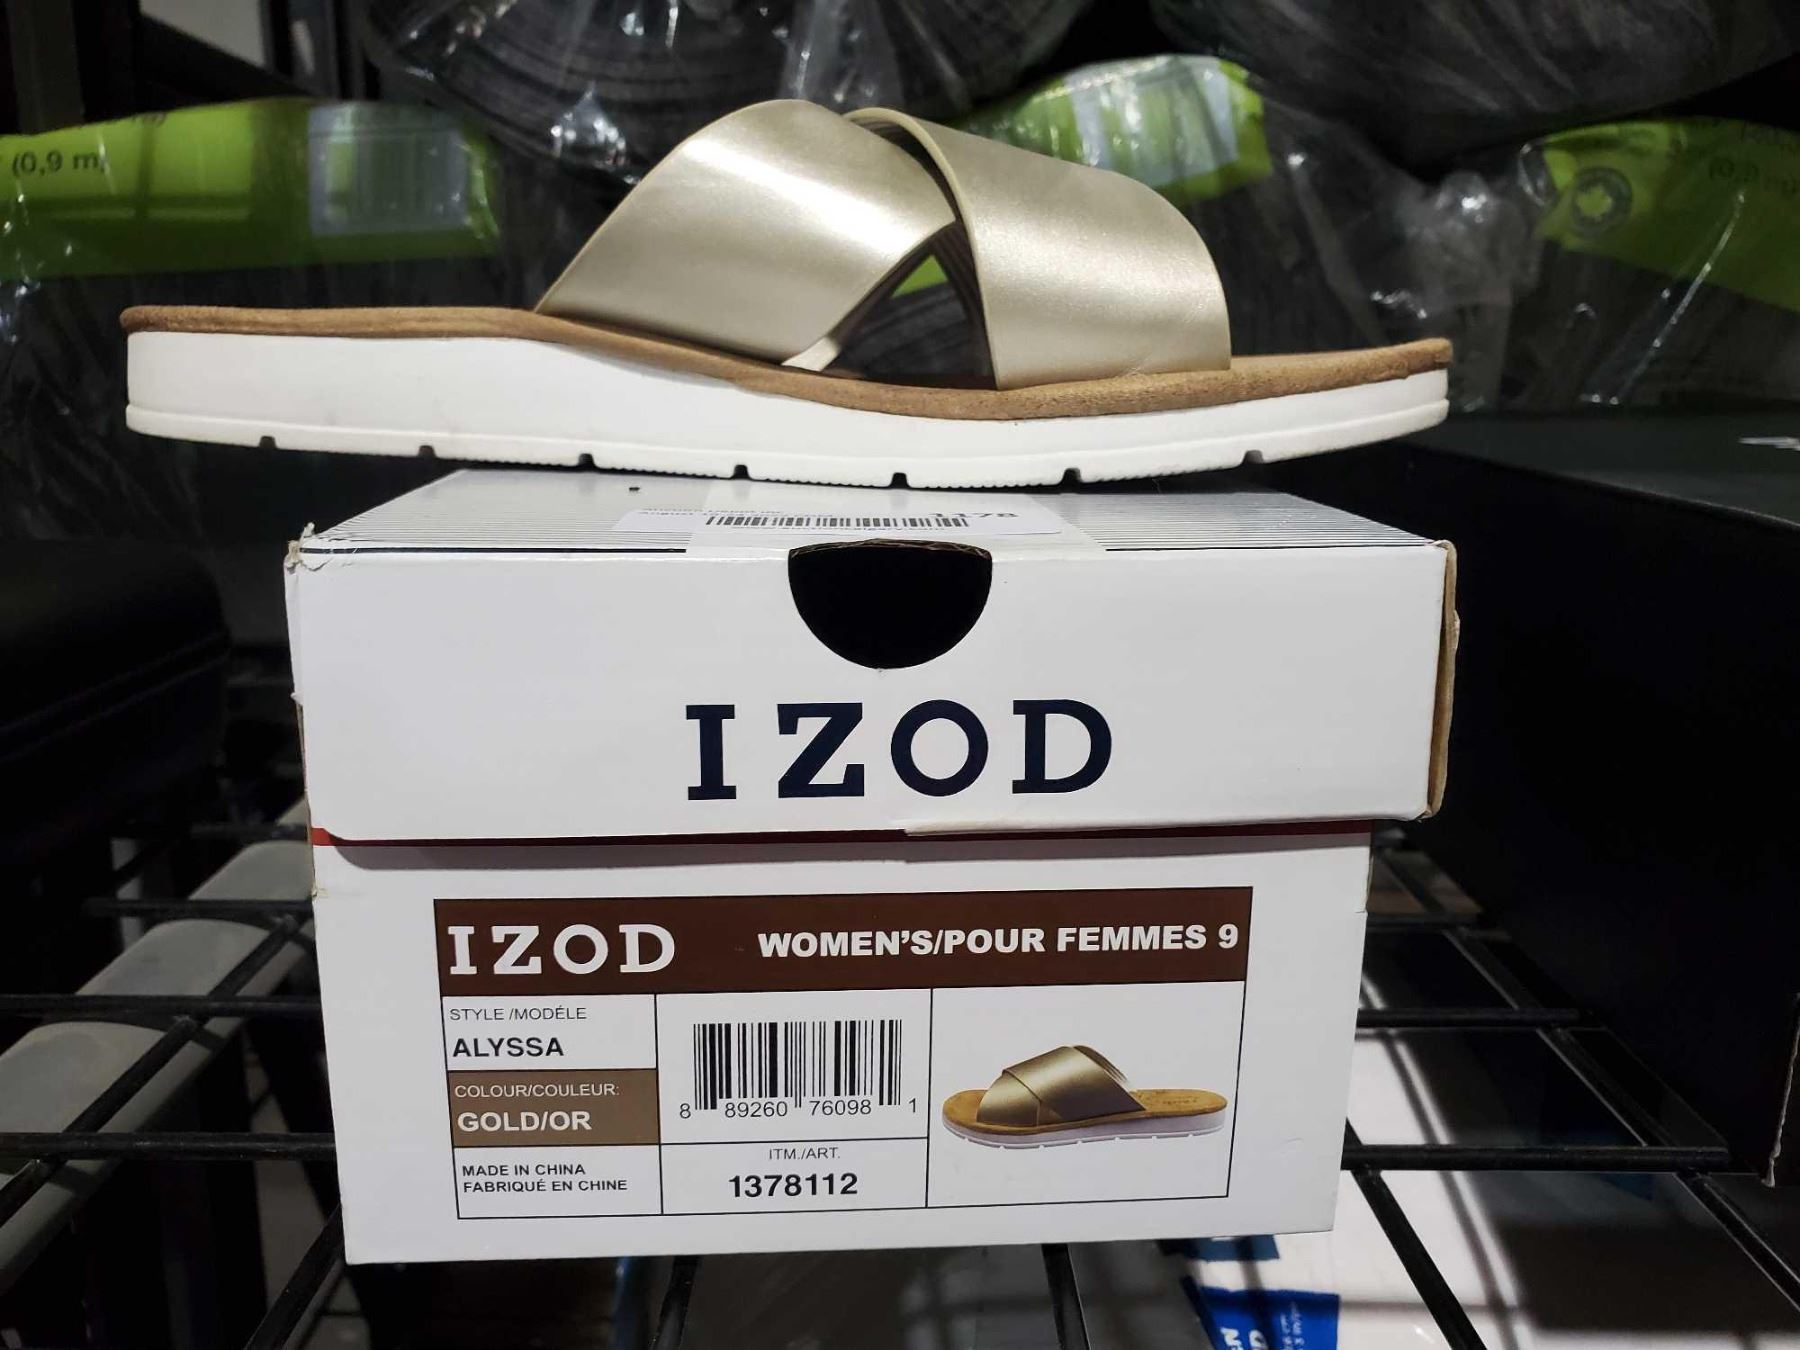 (0,9 m)
1178
IZOD
IZOD WOMEN'S/POUR FEMMES 9
STYLE /MODÉLE
ALYSSA
COLOUR/COULEUR:
GOLD/OR
MADE IN CHINA
FABRIQUÉ EN CHINE
8 89260 76098 1
ITM./ART.
1378112